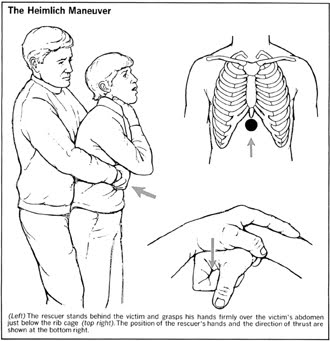 The Heimlich Maneuver
(Left) The rescuer stands behind the victim and grasps his hands firmly over the victim's abdomen
just below the rib cage (top right). The position of the rescuer's hands and the direction of thrust are
shown at the bottom right.